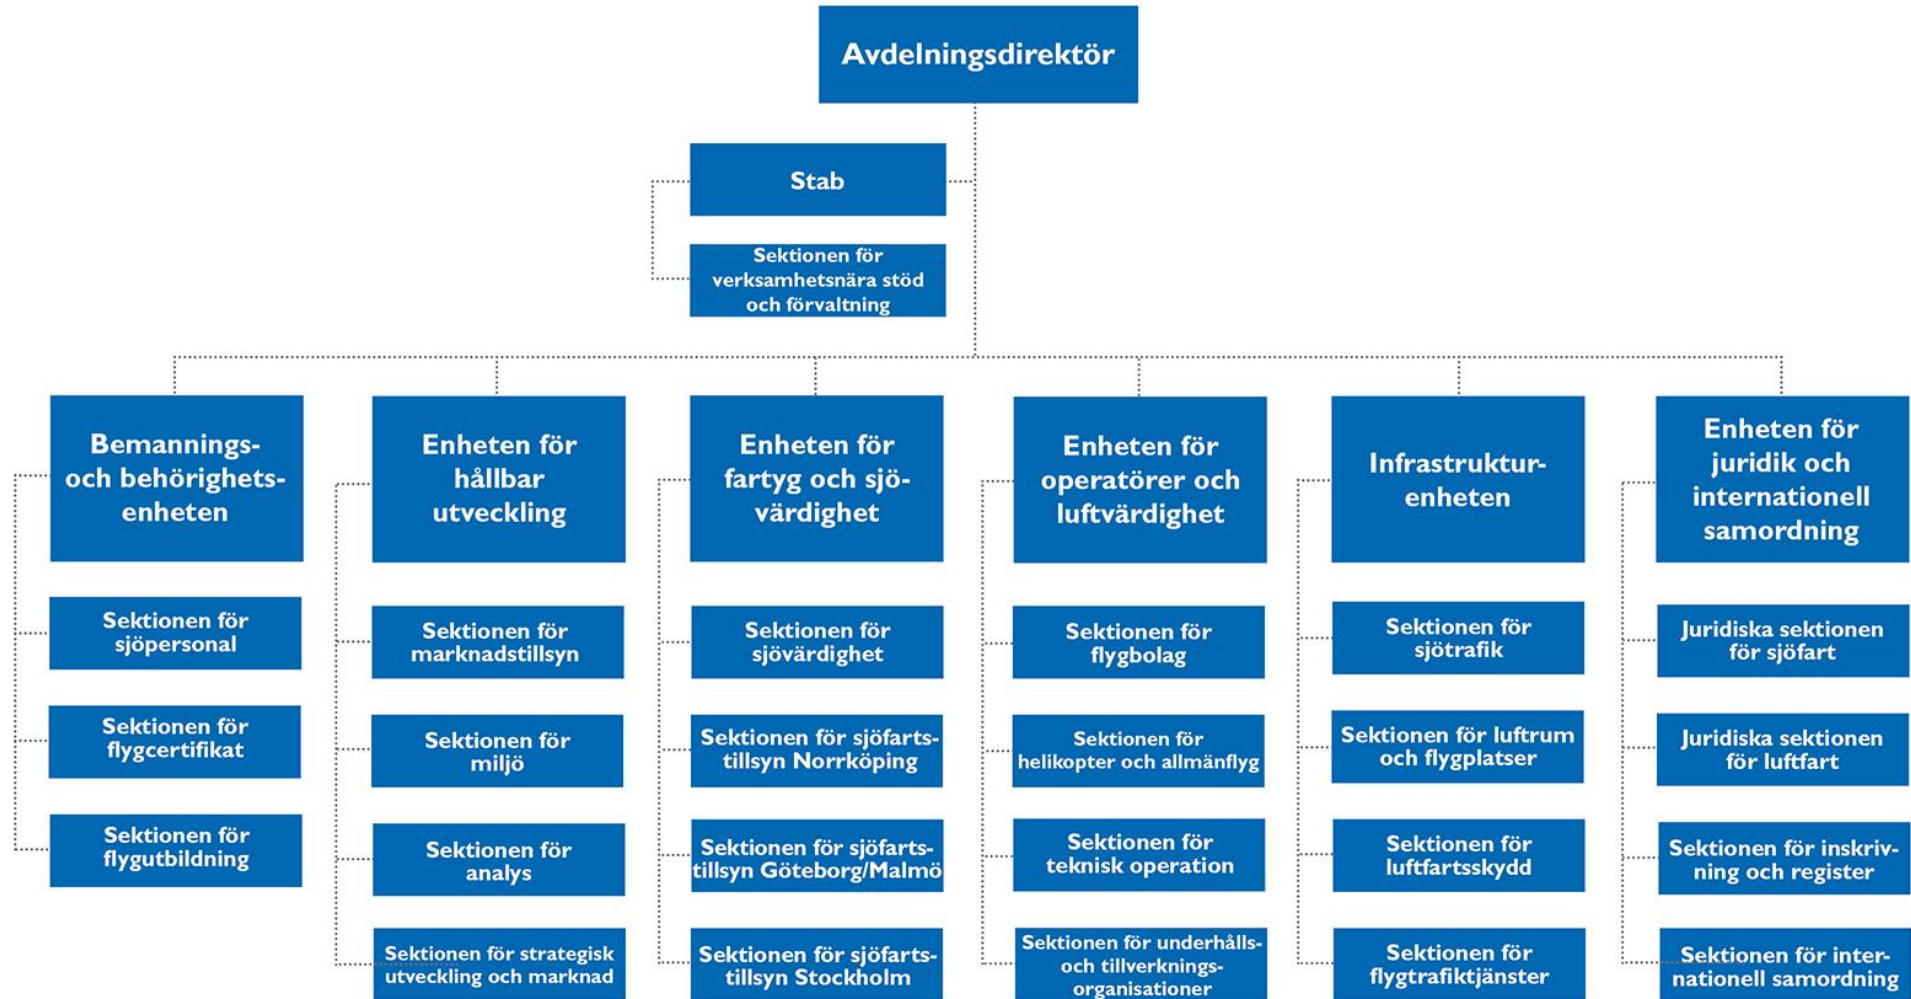 Avdelningsdirektör
Stab
Sektionen för
verksamhetsnära stöd
och förvaltning
Bemannings-
och behörighets-
enheten
Sektionen för
sjöpersonal
Sektionen för
flygcertifikat
Sektionen för
flygutbildning
Enheten för
hållbar
utveckling
Sektionen för
marknadstillsyn
Sektionen för
miljö
Sektionen för
analys
Sektionen för strategisk
utveckling och marknad
Enheten för
fartyg och sjö-
värdighet
Sektionen för
sjövärdighet
Sektionen för sjöfarts-
tillsyn Norrköping
Sektionen för sjöfarts-
tillsyn Göteborg/Malmö
Sektionen för sjöfarts-
tillsyn Stockholm
Enheten för
operatörer och
luftvärdighet
Sektionen för
flygbolag
Sektionen för
helikopter och allmänflyg
Sektionen för
teknisk operation
Sektionen för underhålls-
och tillverknings-
organisationer
Infrastruktur-
enheten
Sektionen för
sjötrafik
Sektionen för luftrum
och flygplatser
Sektionen för
luftfartsskydd
Sektionen för
flygtrafiktjänster
Enheten för
juridik och
internationell
samordning
Juridiska sektionen
för sjöfart
Juridiska sektionen
för luftfart
Sektionen för inskriv-
ning och register
Sektionen för inter-
nationell samordning